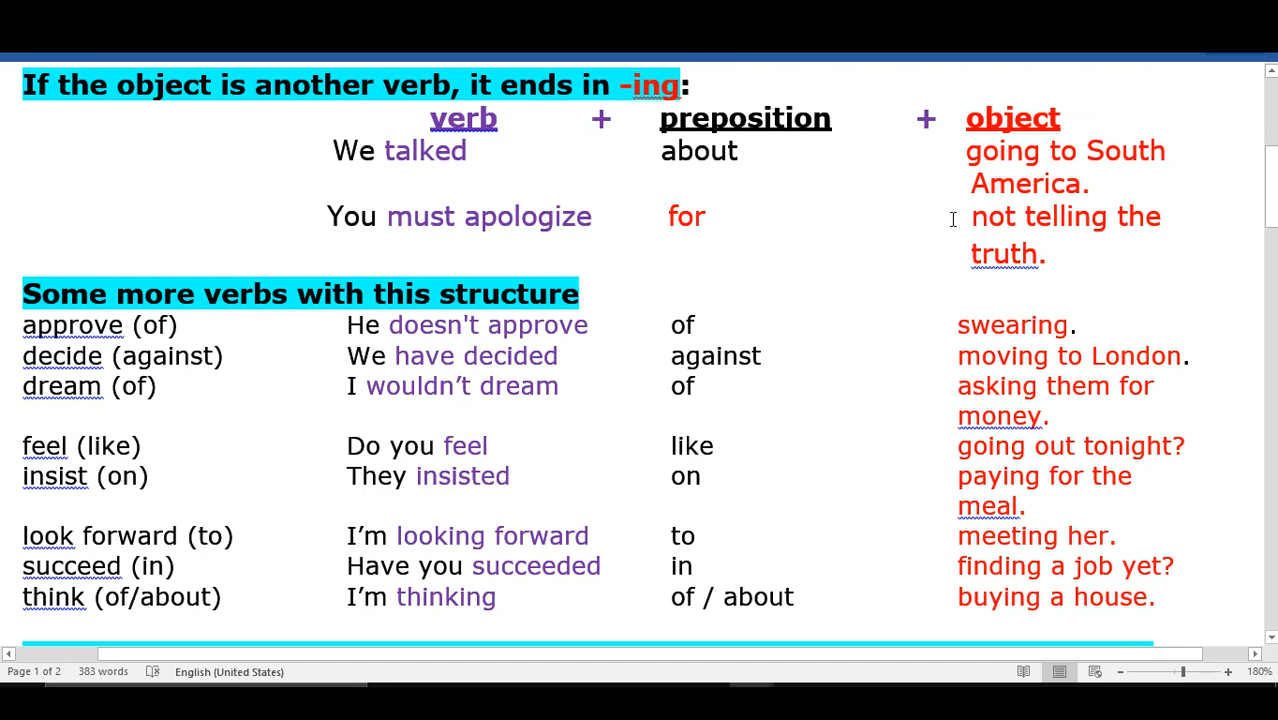 If the object is another verb, it ends in -ing:
verb + preposition + object
We talked about going to South
America.
You must apologize for not telling the
truth.
Some more verbs with this structure
approve (of) He doesn't approve of swearing.
decide (against) We have decided against moving to London.
dream (of) I wouldn’t dream of asking them for
money.
feel (like) Do you feel like going out tonight?
insist (on) They insisted on paying for the
meal.
look forward (to) I’m looking forward to meeting her.
succeed (in) Have you succeeded in finding a job yet?
think (of/about) I’m thinking of / about buying a house.
Page 1 of 2 383 words English (United States) 180%